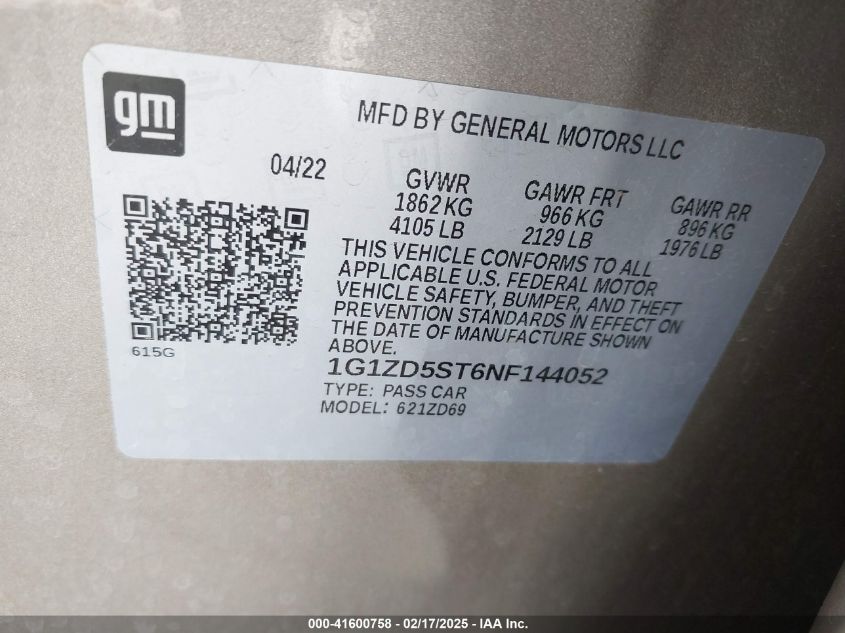 gm
MFD BY GENERAL MOTORS LLC
04/22
GVWR
1862 KG
4105 LB
GAWR FRT
966 KG
2129 LB
GAWR RR
896 KG
1976 LB
THIS VEHICLE CONFORMS TO ALL
APPLICABLE U.S. FEDERAL MOTOR
VEHICLE SAFETY, BUMPER, AND THEFT
PREVENTION STANDARDS IN EFFECT ON
THE DATE OF MANUFACTURE SHOWN
ABOVE.
615G
1G1ZD5ST6NF144052
TYPE: PASS CAR
MODEL: 621ZD69
000-41600758 - 02/17/2025 - IAA Inc.